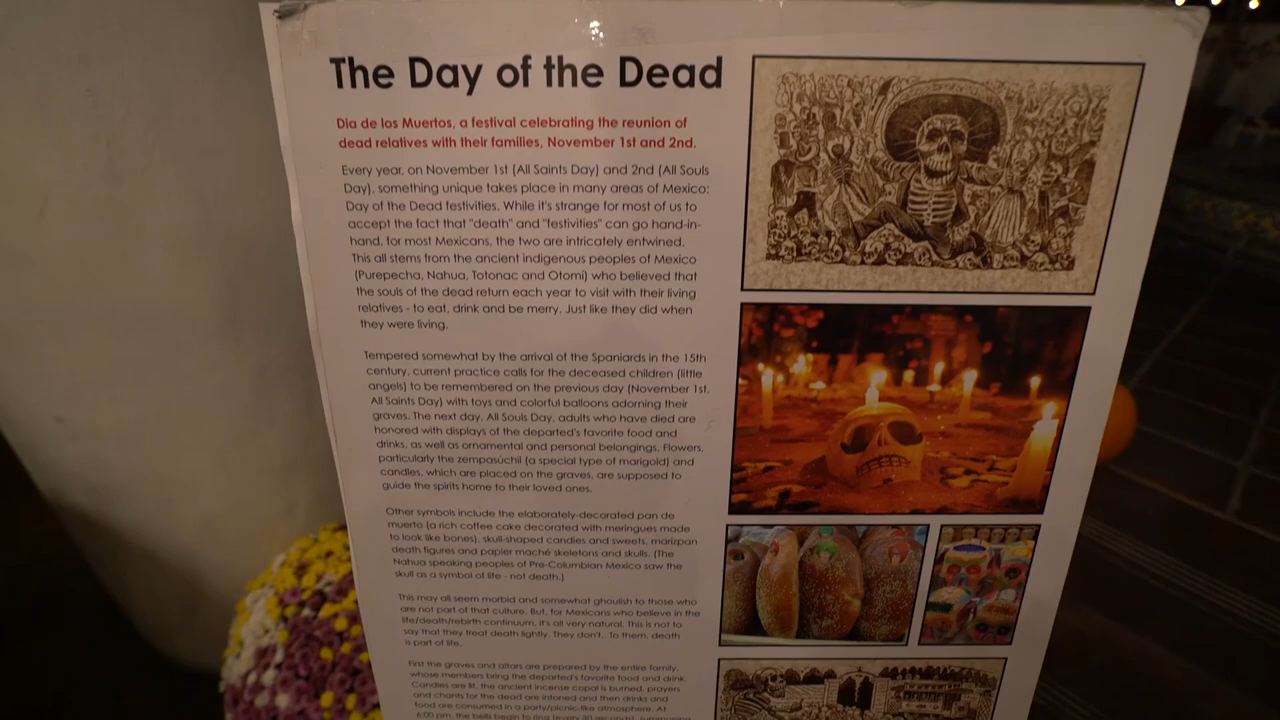 The Day of the Dead
Dia de los Muertos, a festival celebrating the reunion of
dead relatives with their families, November 1st and 2nd.
Every year, on November 1st (All Saints Day) and 2nd (All Souls
Day), something unique takes place in many areas of Mexico:
Day of the Dead festivities. While it's strange for most of us to
accept the fact that "death" and "festivities" can go hand-in-
hand, for most Mexicans, the two are intricately entwined.
This all stems from the ancient indigenous peoples of Mexico
(Purepecha, Nahua, Totonac and Otomí) who believed that
the souls of the dead return each year to visit with their living
relatives - to eat, drink and be merry. Just like they did when
they were living.
Tempered somewhat by the arrival of the Spaniards in the 15th
century, current practice calls for the deceased children (little
angels) to be remembered on the previous day (November 1st,
All Saints Day) with toys and colorful balloons adorning their
graves. The next day, All Souls Day, adults who have died are
honored with displays of the departed's favorite food and
drinks, as well as ornamental and personal belongings. Flowers,
particularly the zempasúchil (a special type of marigold) and
candles, which are placed on the graves, are supposed to
guide the spirits home to their loved ones.
Other symbols include the elaborately-decorated pan de
muerto (a rich coffee cake decorated with meringues made
to look like bones), skull-shaped candies and sweets, marizpan
death figures and papier maché skeletons and skulls. (The
Nahua speaking peoples of Pre-Columbian Mexico saw the
skull as a symbol of life - not death.)
This may all seem morbid and somewhat ghoulish to those who
are not part of that culture. But, for Mexicans who believe in the
life/death/rebirth continuum, it's all very natural. This is not to
say that they treat death lightly. They don't. To them, death
is part of life.
First the graves and altars are prepared by the entire family,
whose members bring the departed's favorite food and drink.
Candles are lit, the ancient incense copal is burned, prayers
and chants for the dead are intoned and then drinks and
food are consumed in a party/picnic-like atmosphere. At
6:00 pm, the bells begin to ring (every 30 seconds), summoning